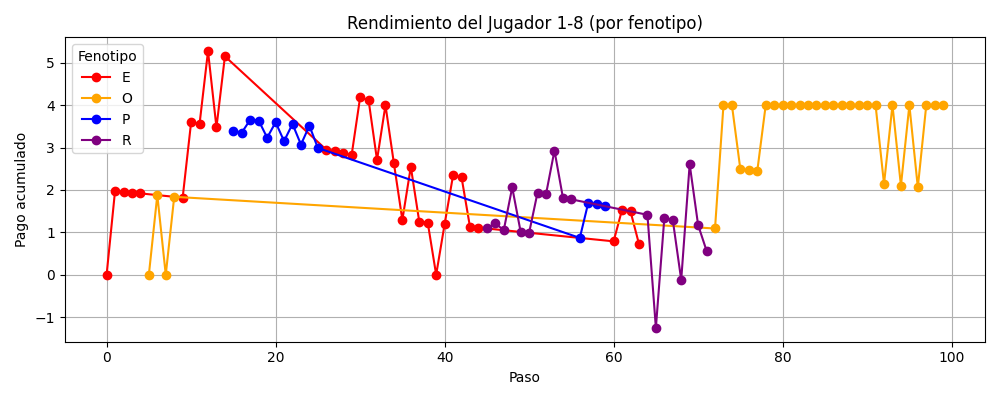 Rendimiento del Jugador 1-8 (por fenotipo)
Fenotipo
E
O
P
R
Pago acumulado
5
4
3
2
1
0
−1
0
20
40
60
80
100
Paso